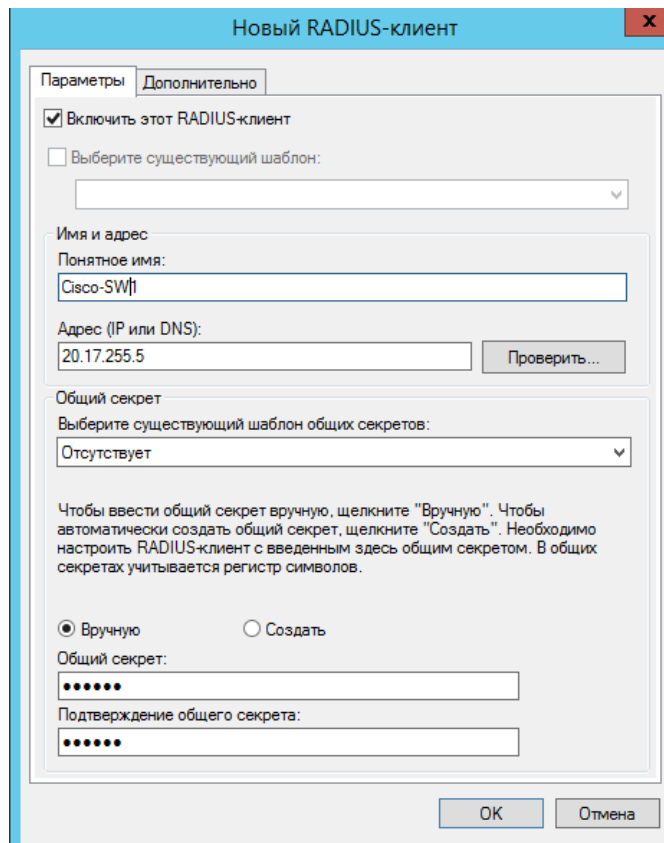 Новый RADIUS-клиент
x
Параметры
Дополнительно
Включить этот RADIUS-клиент
Выберите существующий шаблон:
Имя и адрес
Понятное имя:
Cisco-SW1
Адрес (IP или DNS):
20.17.255.5
Проверить...
Общий секрет
Выберите существующий шаблон общих секретов:
Отсутствует
Чтобы ввести общий секрет вручную, щелкните "Вручную". Чтобы
автоматически создать общий секрет, щелкните "Создать". Необходимо
настроить RADIUS-клиент с введенным здесь общим секретом. В общих
секретах учитывается регистр символов.
Вручную
Создать
Общий секрет:
●●●●●●
Подтверждение общего секрета:
●●●●●●
OK
Отмена